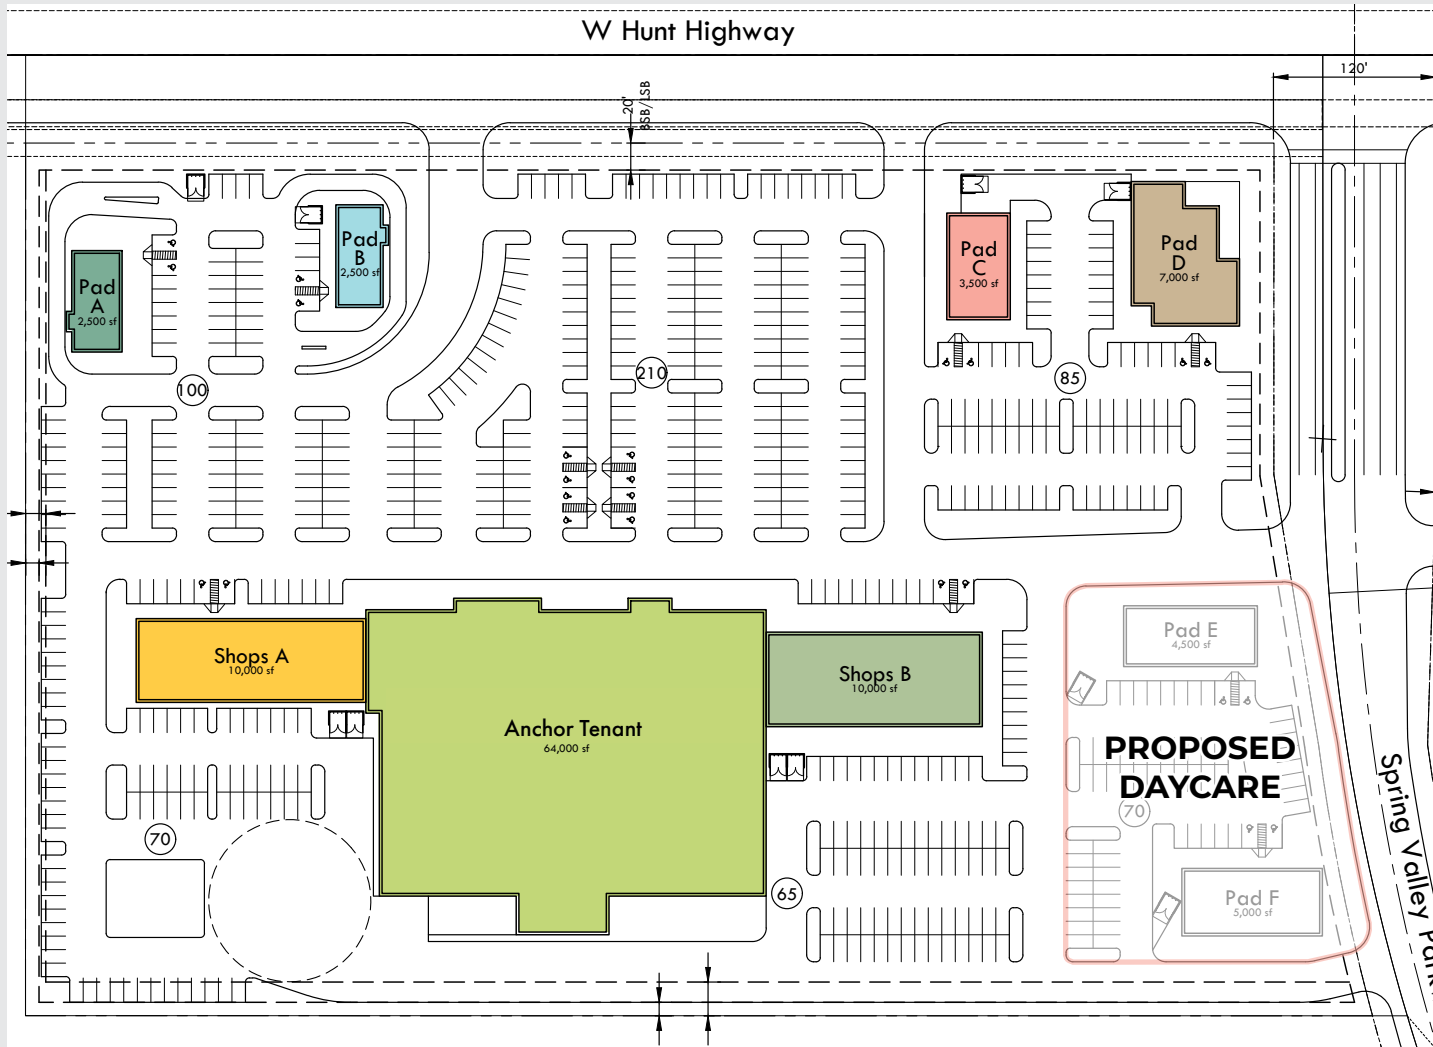 W Hunt Highway
120'
20'
BSB/LSB
Pad
A
2,500 sf
Pad
B
2,500 sf
Pad
C
3,500 sf
Pad
D
7,000 sf
100
210
85
Shops A
10,000 sf
Anchor Tenant
64,000 sf
Shops B
10,000 sf
Pad E
4,500 sf
PROPOSED
DAYCARE
70
Pad F
5,000 sf
70
65
Spring Valley